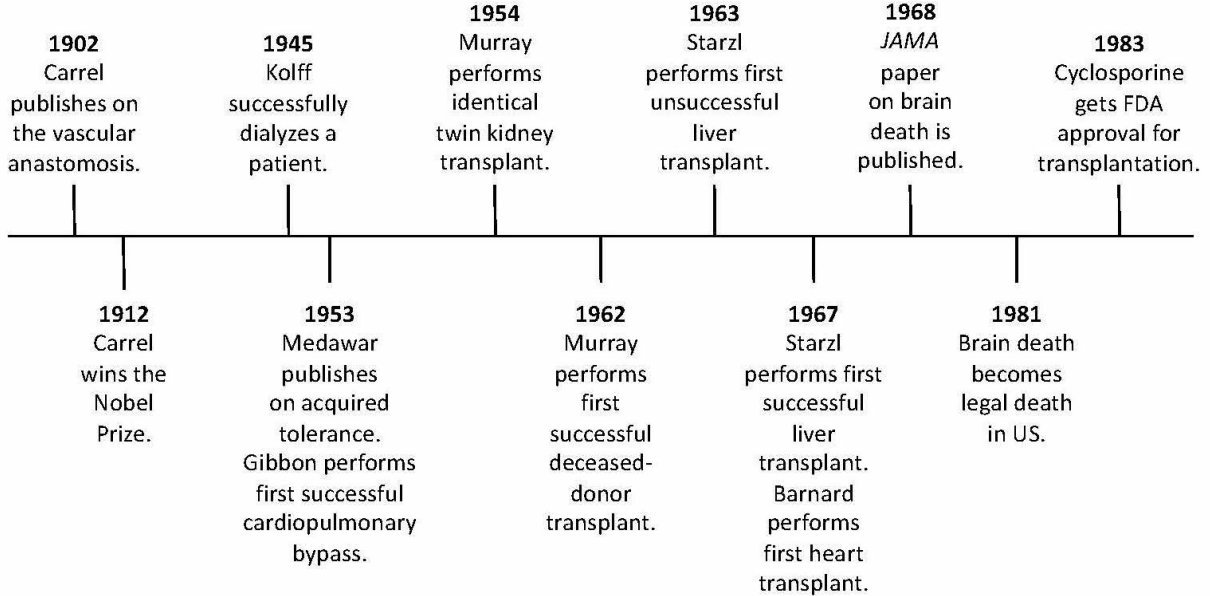 1902
Carrel
publishes on
the vascular
anastomosis.
1945
Kolff
successfully
dialyzes a
patient.
1954
Murray
performs
identical
twin kidney
transplant.
1963
Starzl
performs first
unsuccessful
liver
transplant.
1968
JAMA
paper
on brain
death is
published.
1983
Cyclosporine
gets FDA
approval for
transplantation.
1912
Carrel
wins the
Nobel
Prize.
1953
Medawar
publishes
on acquired
tolerance.
Gibbon performs
first successful
cardiopulmonary
bypass.
1962
Murray
performs
first
successful
deceased-
donor
transplant.
1967
Starzl
performs first
successful
liver
transplant.
Barnard
performs
first heart
transplant.
1981
Brain death
becomes
legal death
in US.